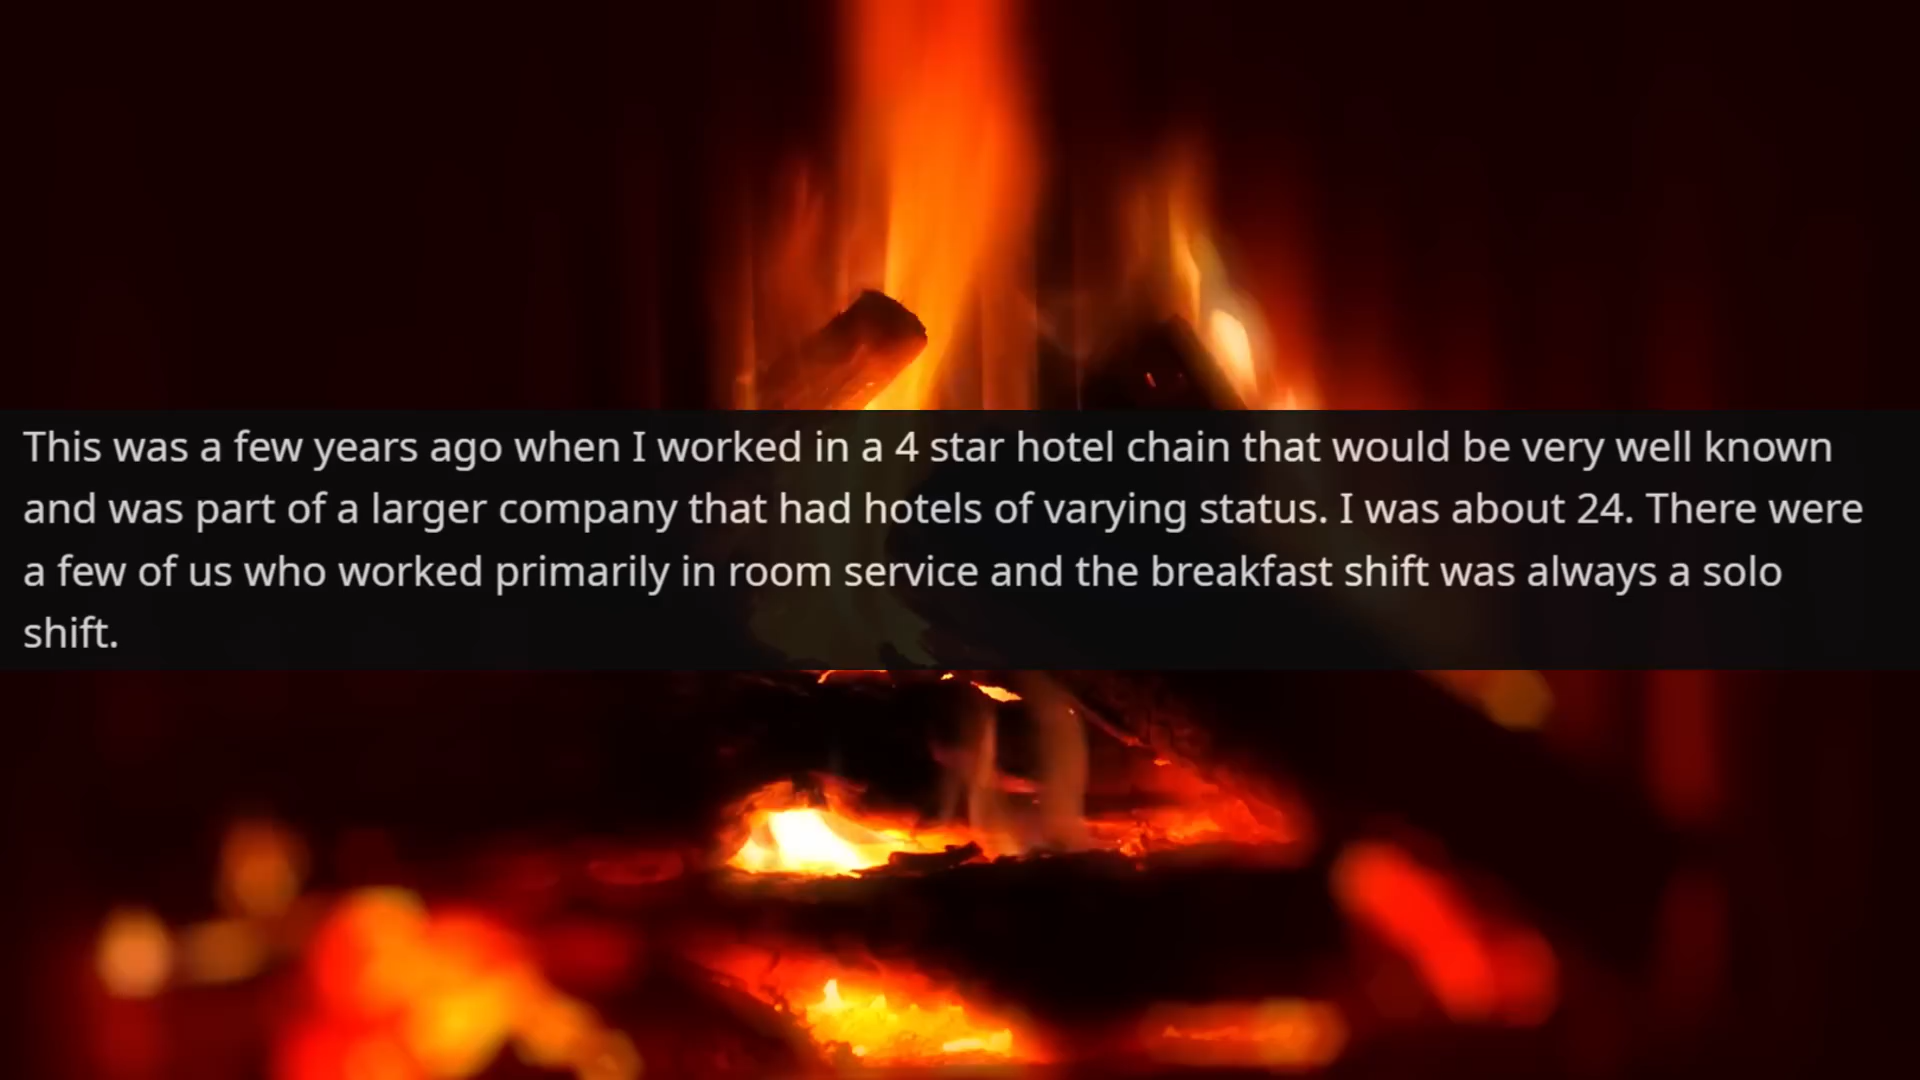 This was a few years ago when I worked in a 4 star hotel chain that would be very well known
and was part of a larger company that had hotels of varying status. I was about 24. There were
a few of us who worked primarily in room service and the breakfast shift was always a solo
shift.